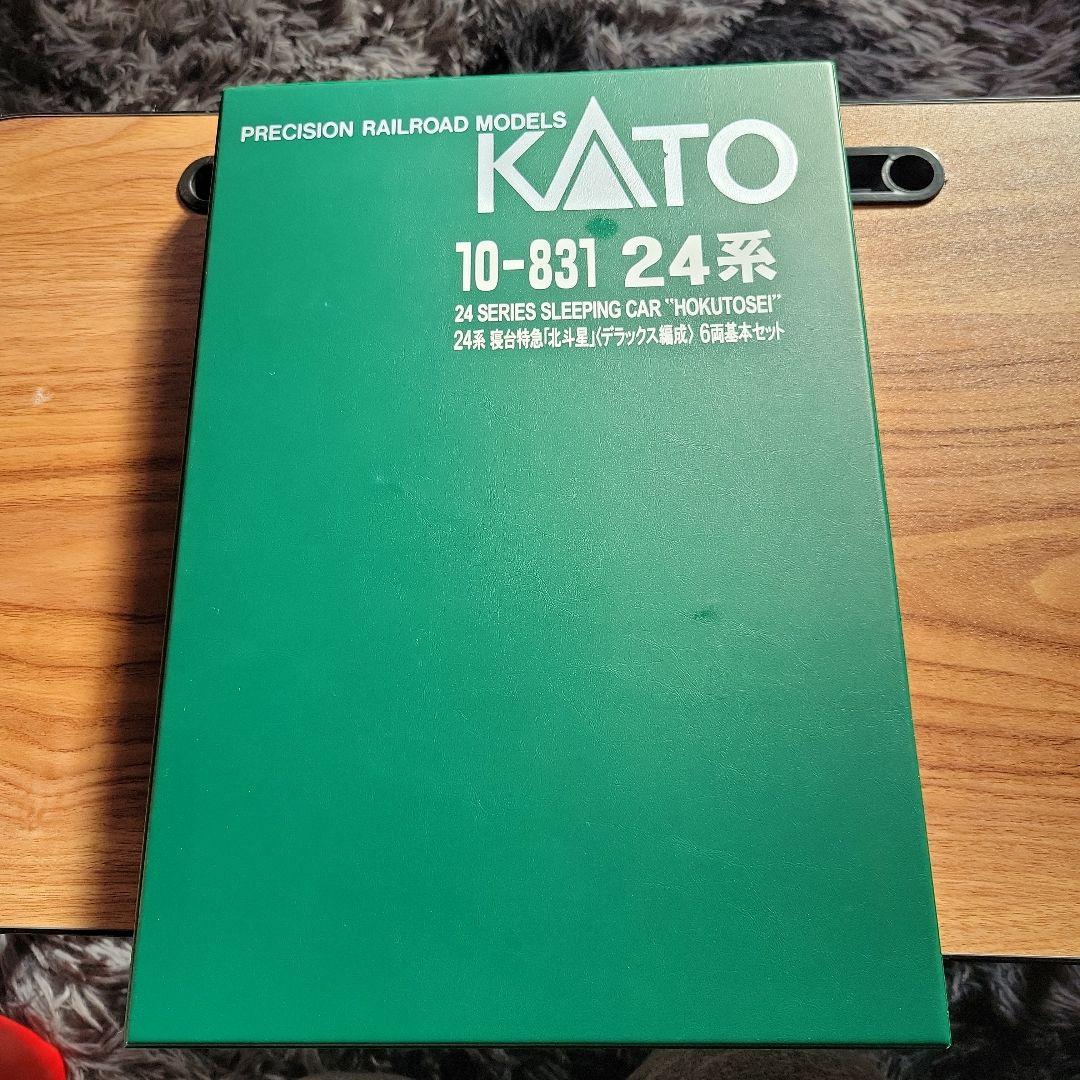 PRECISION RAILROAD MODELS
KATO
10-831 24系
24 SERIES SLEEPING CAR "HOKUTOSEI"
24系 寝台特急「北斗星」〈デラックス編成〉 6両基本セット